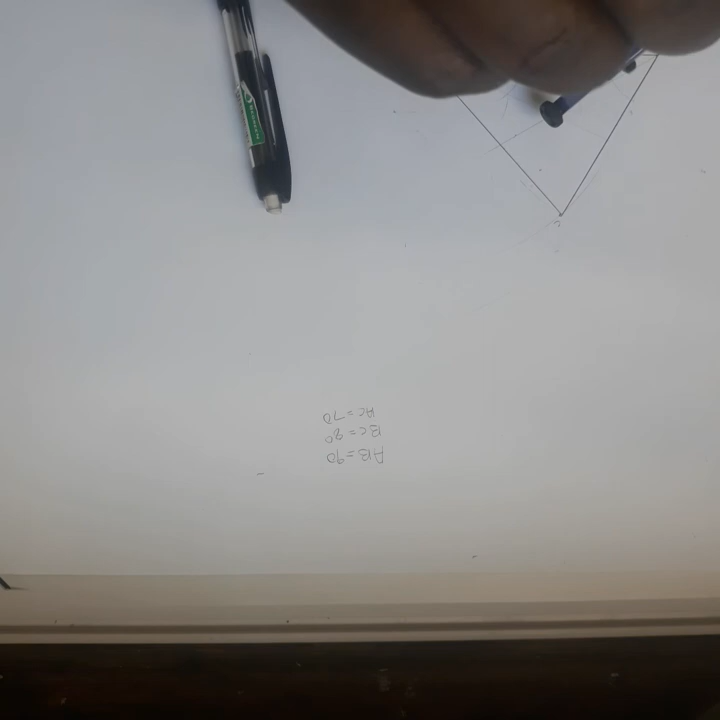 AB = 90
BC = 80
AC = 70